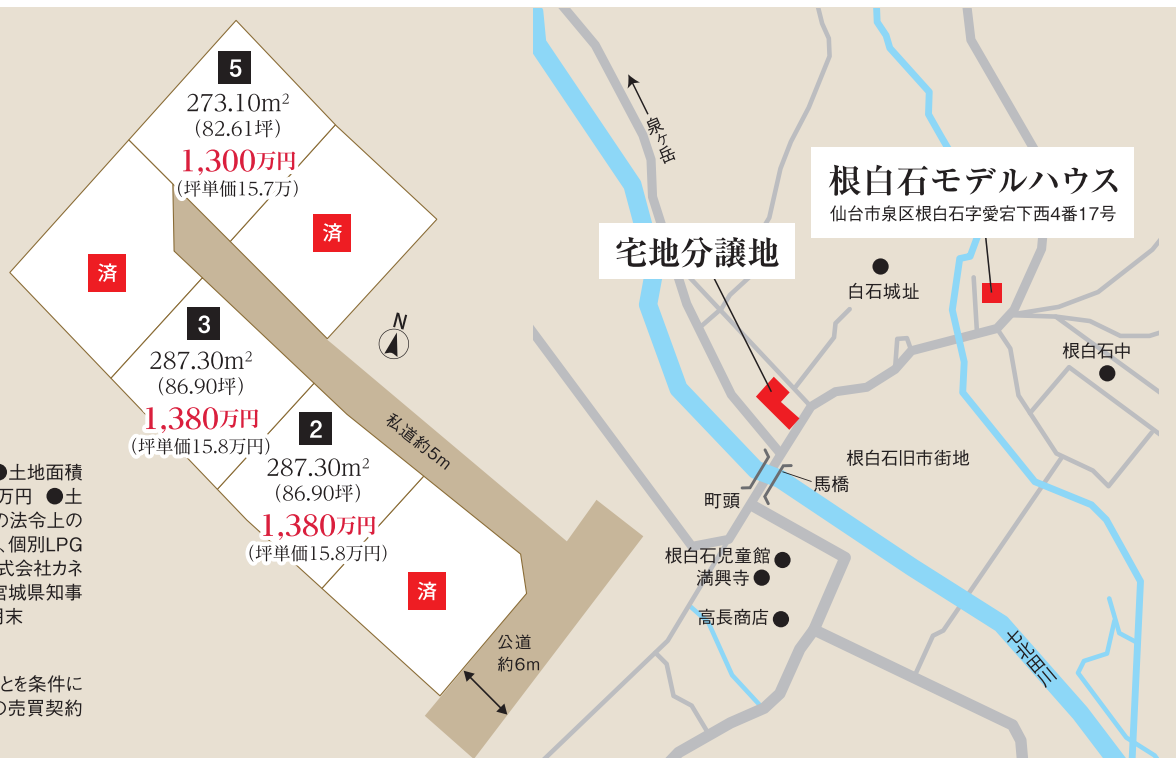 5
273.10m²
（82.61坪）
1,300万円
（坪単価15.7万）
済
済
3
287.30m²
（86.90坪）
1,380万円
（坪単価15.8万円）
2
287.30m²
（86.90坪）
1,380万円
（坪単価15.8万円）
済
N
私道約5m
公道
約6m
●土地面積
万円 ●土
の法令上の
、個別LPG
式会社カネ
宮城県知事
月末
とを条件に
の売買契約
泉ヶ岳
根白石モデルハウス
仙台市泉区根白石字愛宕下西4番17号
宅地分譲地
白石城址
根白石中
根白石旧市街地
馬橋
町頭
根白石児童館
満興寺
高長商店
七北田川